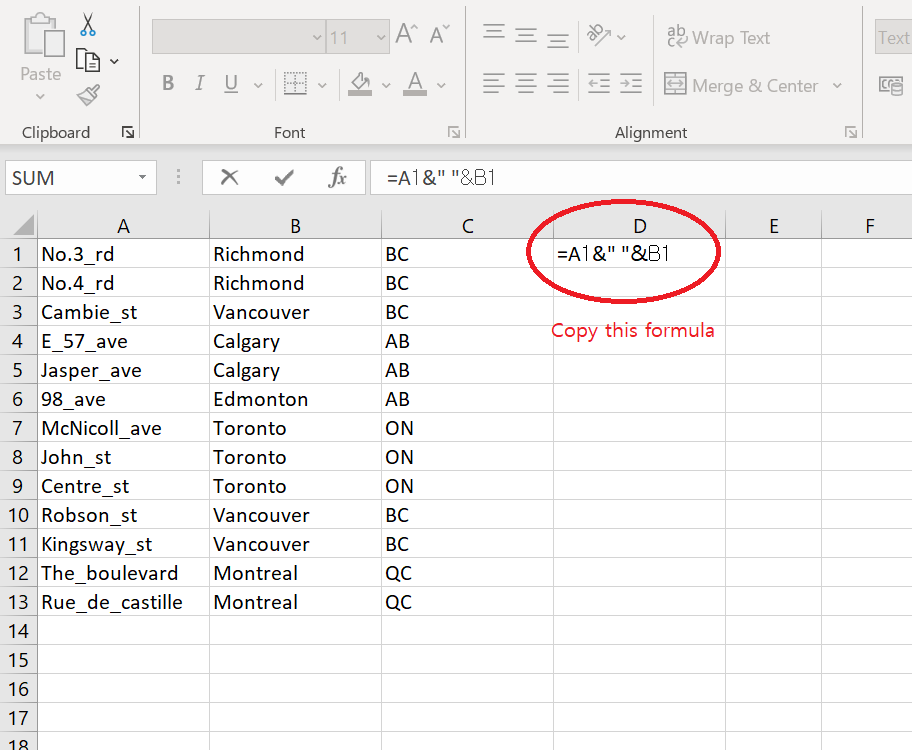 11
A^ Aˇ
ab Wrap Text
Text
Paste
B I U
A
Merge & Center
Clipboard Font Alignment
SUM fx =A1&" "&B1
A B C D E F
1 No.3_rd Richmond BC =A1&" "&B1
2 No.4_rd Richmond BC
3 Cambie_st Vancouver BC
Copy this formula
4 E_57_ave Calgary AB
5 Jasper_ave Calgary AB
6 98_ave Edmonton AB
7 McNicoll_ave Toronto ON
8 John_st Toronto ON
9 Centre_st Toronto ON
10 Robson_st Vancouver BC
11 Kingsway_st Vancouver BC
12 The_boulevard Montreal QC
13 Rue_de_castille Montreal QC
14
15
16
17
18